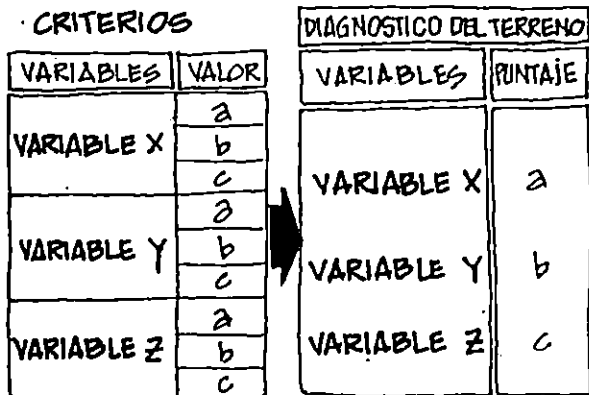 CRITERIOS
VARIABLES VALOR
VARIABLE X
a
b
c
VARIABLE Y
a
b
c
VARIABLE Z
a
b
c
DIAGNOSTICO DEL TERRENO
VARIABLES PUNTAJE
VARIABLE X a
VARIABLE Y b
VARIABLE Z c